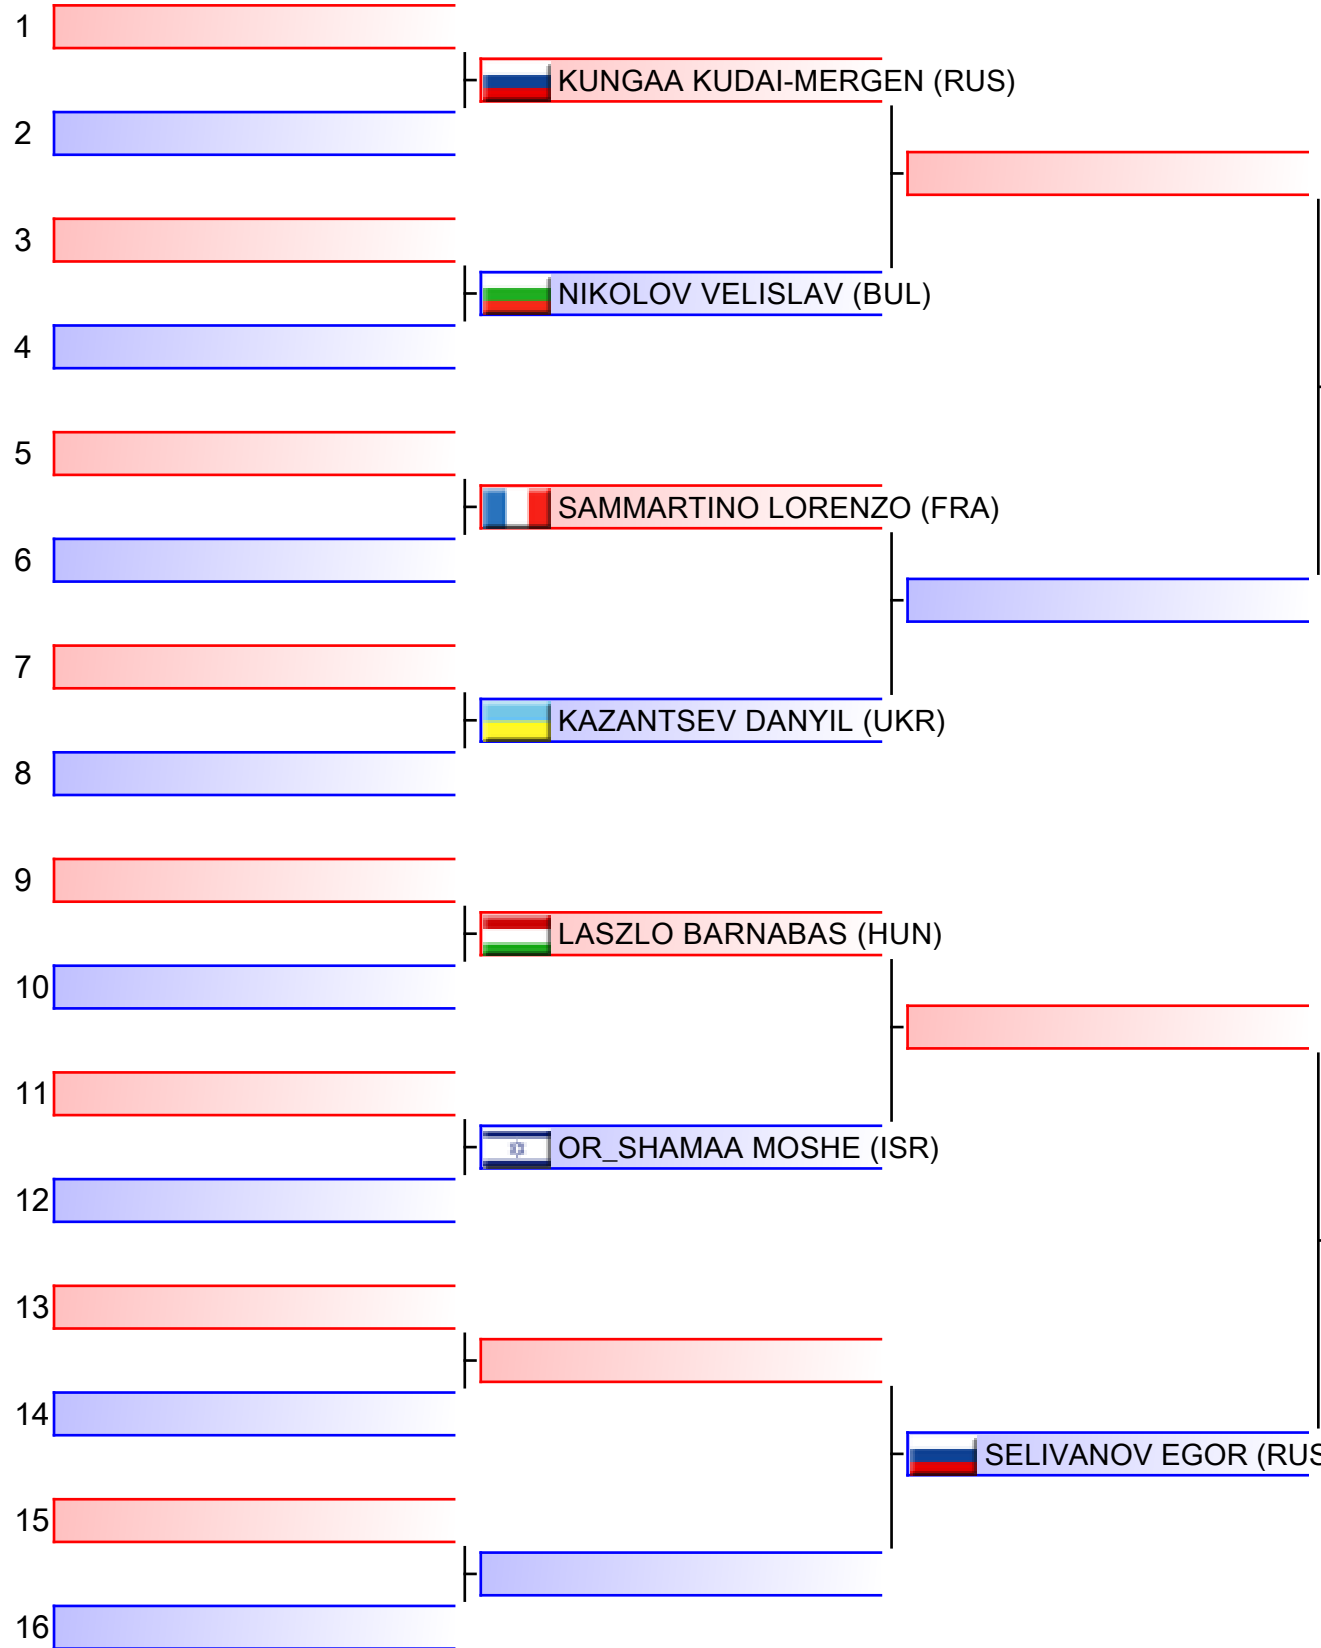 1
KUNGAA KUDAI-MERGEN (RUS)
2
3
NIKOLOV VELISLAV (BUL)
4
5
SAMMARTINO LORENZO (FRA)
6
7
KAZANTSEV DANYIL (UKR)
8
9
LASZLO BARNABAS (HUN)
10
11
OR_SHAMAA MOSHE (ISR)
12
13
14
SELIVANOV EGOR (RUS
15
16